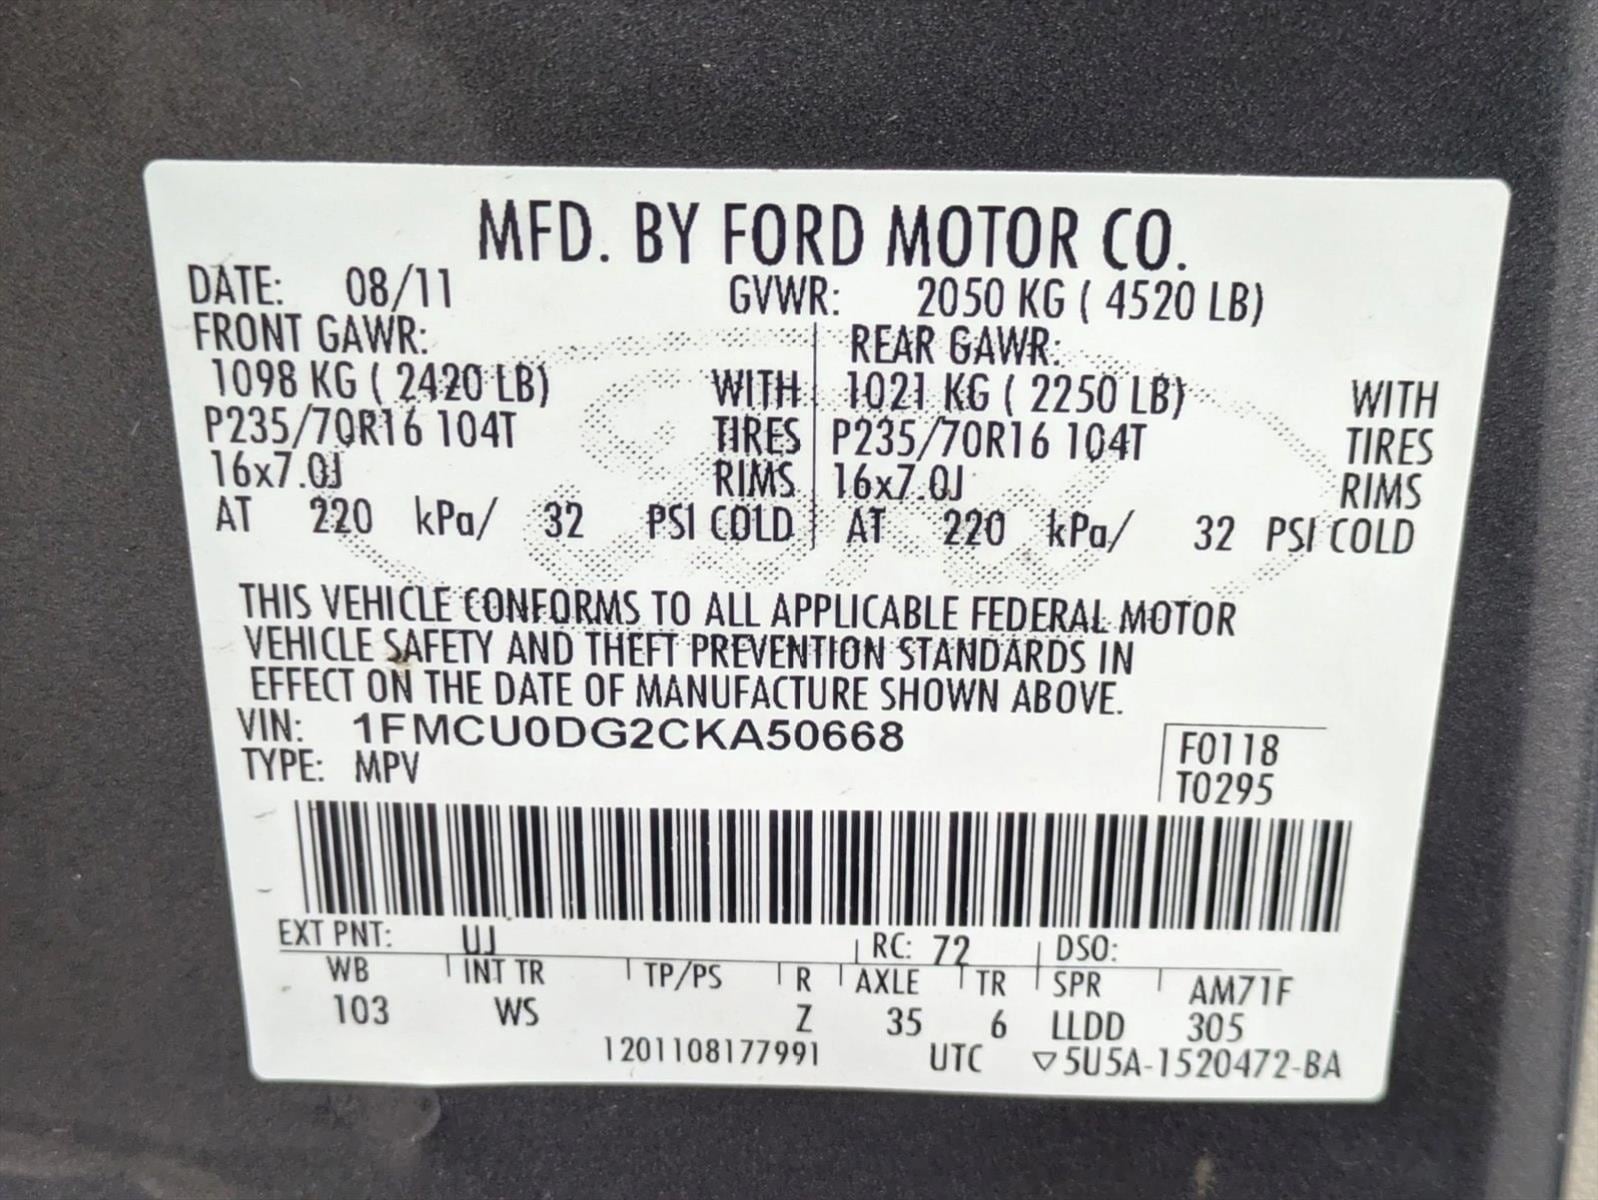 MFD. BY FORD MOTOR CO.
DATE: 08/11 GVWR: 2050 KG ( 4520 LB)
FRONT GAWR: REAR GAWR:
1098 KG ( 2420 LB) WITH 1021 KG ( 2250 LB) WITH
P235/70R16 104T TIRES P235/70R16 104T TIRES
16x7.0J RIMS 16x7.0J RIMS
AT 220 kPa/ 32 PSI COLD AT 220 kPa/ 32 PSI COLD
THIS VEHICLE CONFORMS TO ALL APPLICABLE FEDERAL MOTOR
VEHICLE SAFETY AND THEFT PREVENTION STANDARDS IN
EFFECT ON THE DATE OF MANUFACTURE SHOWN ABOVE.
VIN: 1FMCU0DG2CKA50668
TYPE: MPV
F0118
T0295
EXT PNT: UJ RC: 72 DSO:
WB INT TR TP/PS R AXLE TR SPR AM71F
103 WS Z 35 6 LLDD 305
1201108177991 UTC ▽5U5A-1520472-BA